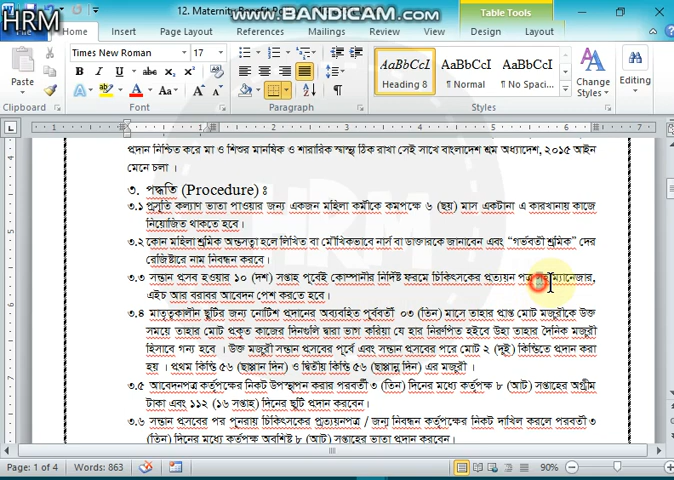 HRM
12. Maternity Benefit
www.BANDICAM.com
Table Tools
File Home Insert Page Layout References Mailings Review View Design Layout
Times New Roman 17
Paste
Clipboard Font Paragraph Styles
AaBbCcI AaBbCcI AaBbCcI
Heading 8 ¶ Normal ¶ No Spaci...
Change Styles
Editing
প্রদান নিশ্চিত করে মা ও শিশুর মানষিক ও শারারিক স্বাস্থ্য ঠিক রাখা সেই সাথে বাংলাদেশ শ্রম অধ্যাদেশ, ২০১৫ আইন
মেনে চলা ।
৩. পদ্ধতি (Procedure) ঃ
৩.১ প্রসূতি কল্যাণ ভাতা পাওয়ার জন্য একজন মহিলা কর্মীকে কমপক্ষে ৬ (ছয়) মাস একটানা এ কারখানায় কাজে
নিয়োজিত থাকতে হবে।
৩.২ কোন মহিলা শ্রমিক অন্তসত্বা হলে লিখিত বা মৌখিকভাবে নার্স বা ডাক্তারকে জানাবেন এবং “গর্ভবতী শ্রমিক” দের
রেজিষ্টারে নাম নিবন্ধন করবে।
৩.৩ সন্তান প্রসব হওয়ার ১০ (দশ) সপ্তাহ পূর্বেই কোম্পানীর নির্দিষ্ট ফরমে চিকিৎসকের প্রত্যয়ন পত্র ম্যানেজার,
এইচ আর বরাবর আবেদন পেশ করতে হবে।
৩.৪ মাতৃত্বকালীন ছুটির জন্য নোটিশ প্রদানের অব্যবহিত পূর্ববর্তী ০৩ (তিন) মাসে তাহার প্রাপ্ত মোট মজুরীকে উক্ত
সময়ে তাহার মোট প্রকৃত কাজের দিনগুলি দ্বারা ভাগ করিয়া যে হার নিরুপিত হইবে উহা তাহার দৈনিক মজুরী
হিসাবে গন্য হবে । উক্ত মজুরী সন্তান প্রসবের পূর্বে এবং সন্তান প্রসবের পরে মোট ২ (দুই) কিস্তিতে প্রদান করা
হয় । প্রথম কিস্তি ৫৬ (ছাপ্পান দিন) ও দ্বিতীয় কিস্তি ৫৬ (ছাপ্পান্ন দিন) এর মজুরী ।
৩.৫ আবেদনপত্র কর্তৃপক্ষের নিকট উপস্থপন করার পরবর্তী ৩ (তিন) দিনের মধ্যে কর্তৃপক্ষ ৮ (আট) সপ্তাহের অগ্রীম
টাকা এবং ১১২ (১৬ সপ্তাহ) দিনের ছুটি প্রদান করবেন।
৩.৬ সন্তান প্রসবের পর পুনরায় চিকিৎসকের প্রত্যয়নপত্র / জন্ম নিবন্ধন কর্তৃপক্ষের নিকট দাখিল করলে পরবর্তী ৩
(তিন) দিনের মধ্যে কর্তৃপক্ষ অবশিষ্ট ৮ (আট) সপ্তাহের ভাতা প্রদান করবেন।
Page: 1 of 4 Words: 863 90%